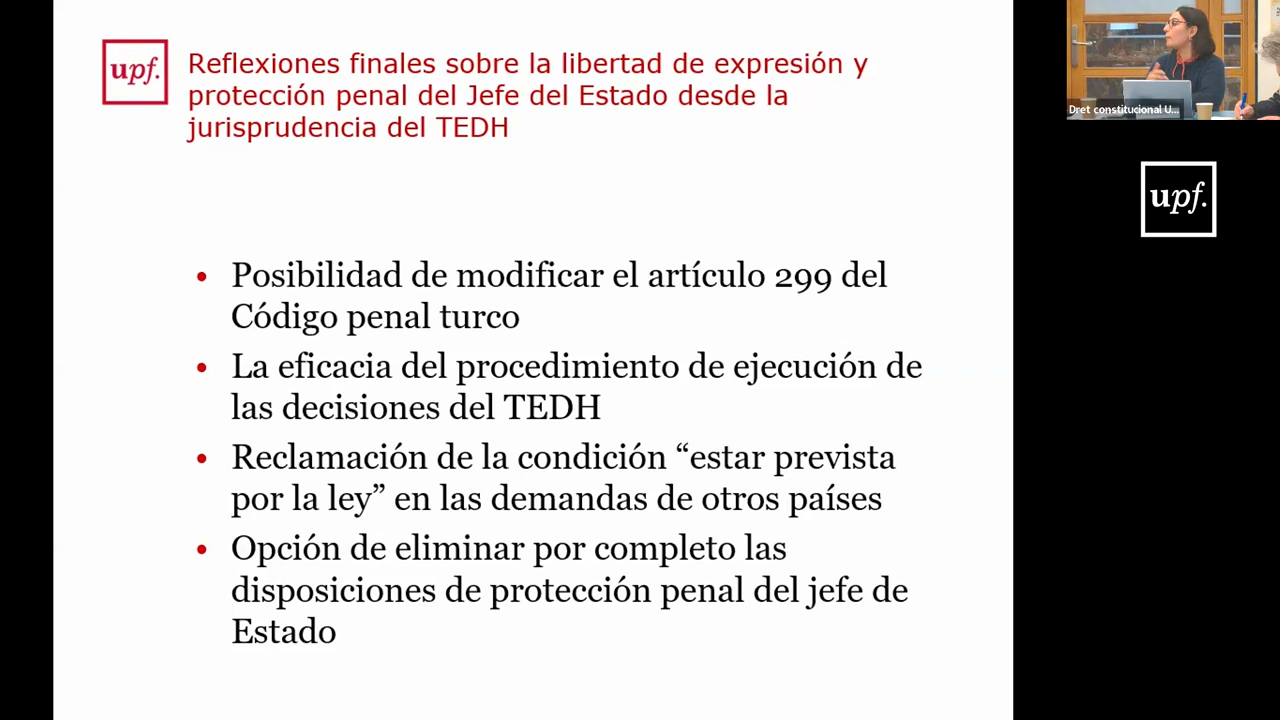 upf.
Reflexiones finales sobre la libertad de expresión y
protección penal del Jefe del Estado desde la
jurisprudencia del TEDH
• Posibilidad de modificar el artículo 299 del
Código penal turco
• La eficacia del procedimiento de ejecución de
las decisiones del TEDH
• Reclamación de la condición “estar prevista
por la ley” en las demandas de otros países
• Opción de eliminar por completo las
disposiciones de protección penal del jefe de
Estado
Dret constitucional U...
upf.